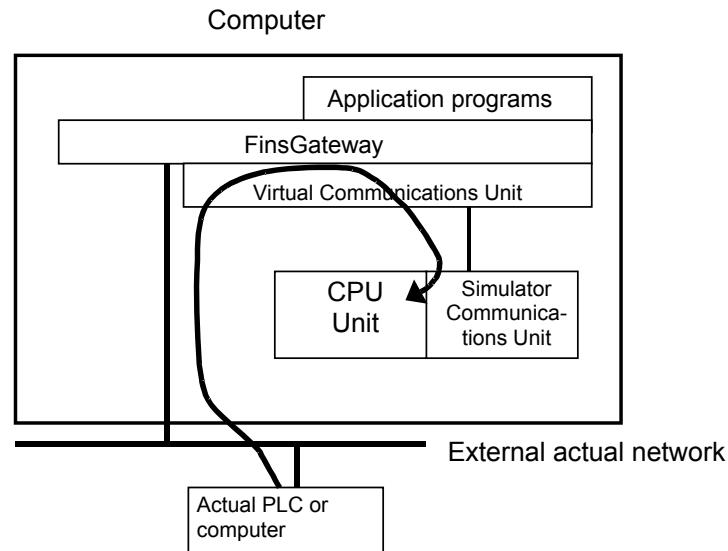 Computer
Application programs
FinsGateway
Virtual Communications Unit
CPU
Unit
Simulator
Communica-
tions Unit
External actual network
Actual PLC or
computer